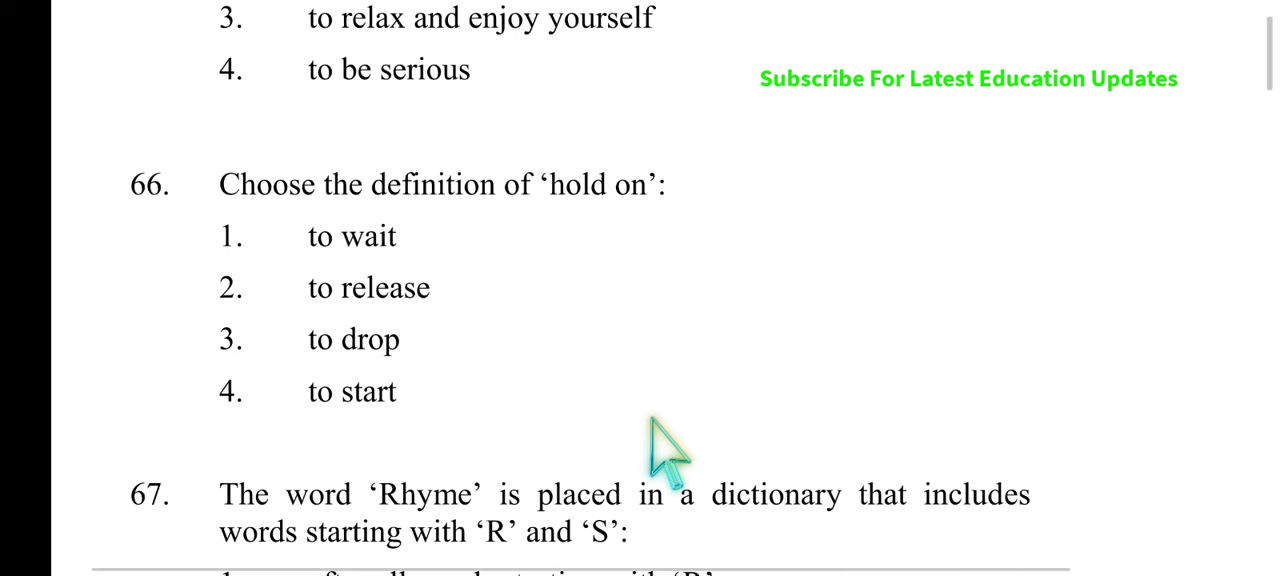 3. to relax and enjoy yourself
4. to be serious
Subscribe For Latest Education Updates
66. Choose the definition of ‘hold on’:
1. to wait
2. to release
3. to drop
4. to start
67. The word ‘Rhyme’ is placed in a dictionary that includes
words starting with ‘R’ and ‘S’: